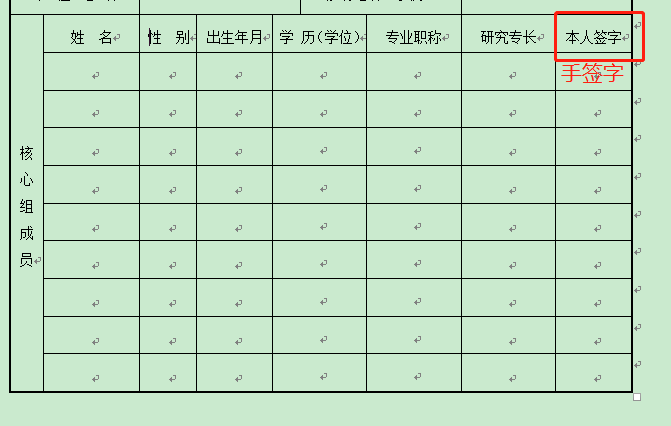 姓 名 性 别 出生年月 学 历(学位) 专业职称 研究专长 本人签字
手签字
核
心
组
成
员